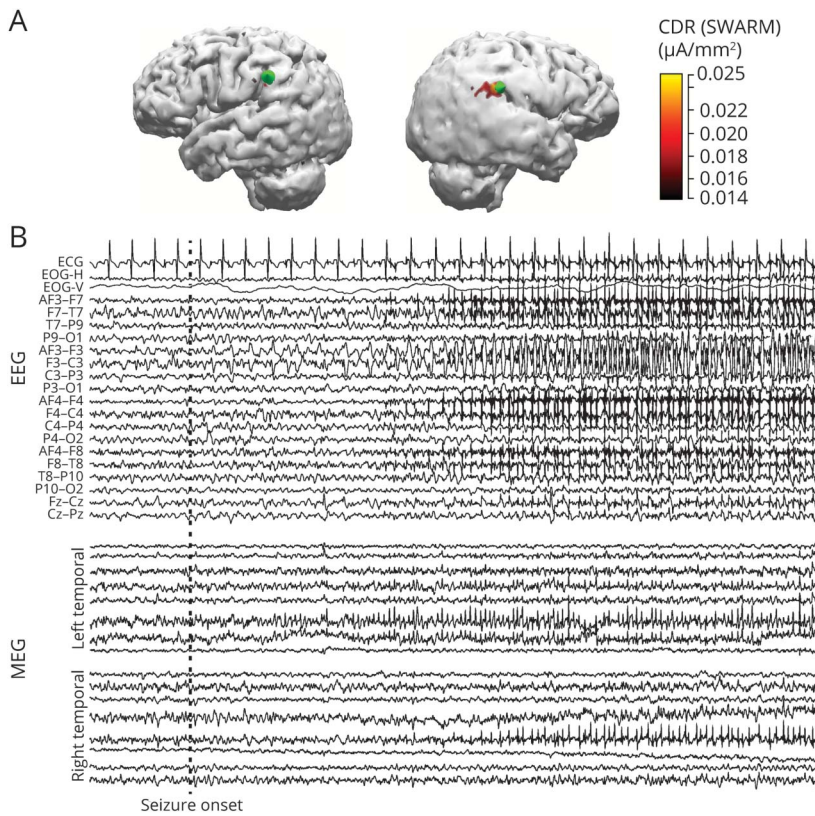 A
CDR (SWARM)
(µA/mm²)
0.025
0.024
0.022
0.020
0.018
0.016
0.014
B
EEG
ECG
EOG-H
EOG-V
AF3–F7
F7–T7
T7–P9
P9–O1
AF3–F3
F3–C3
C3–P3
P3–O1
AF4–F4
F4–C4
C4–P4
P4–O2
AF4–F8
F8–T8
T8–P10
P10–O2
Fz–Cz
Cz–Pz
MEG
Left temporal
Right temporal
Seizure onset